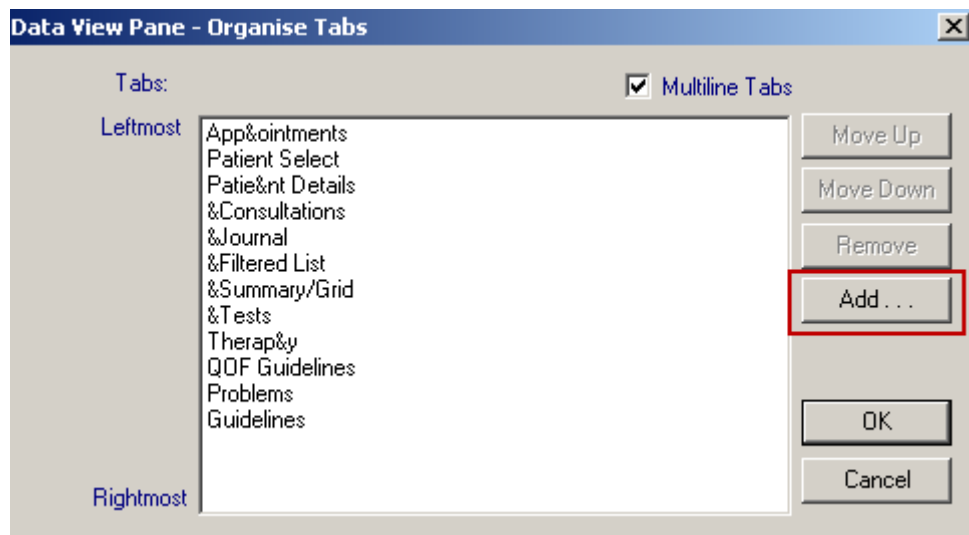 Data View Pane - Organise Tabs
Tabs:
Multiline Tabs
Leftmost
App&ointments
Patient Select
Patie&nt Details
&Consultations
&Journal
&Filtered List
&Summary/Grid
&Tests
Therap&y
QOF Guidelines
Problems
Guidelines
Rightmost
Move Up
Move Down
Remove
Add . . .
OK
Cancel